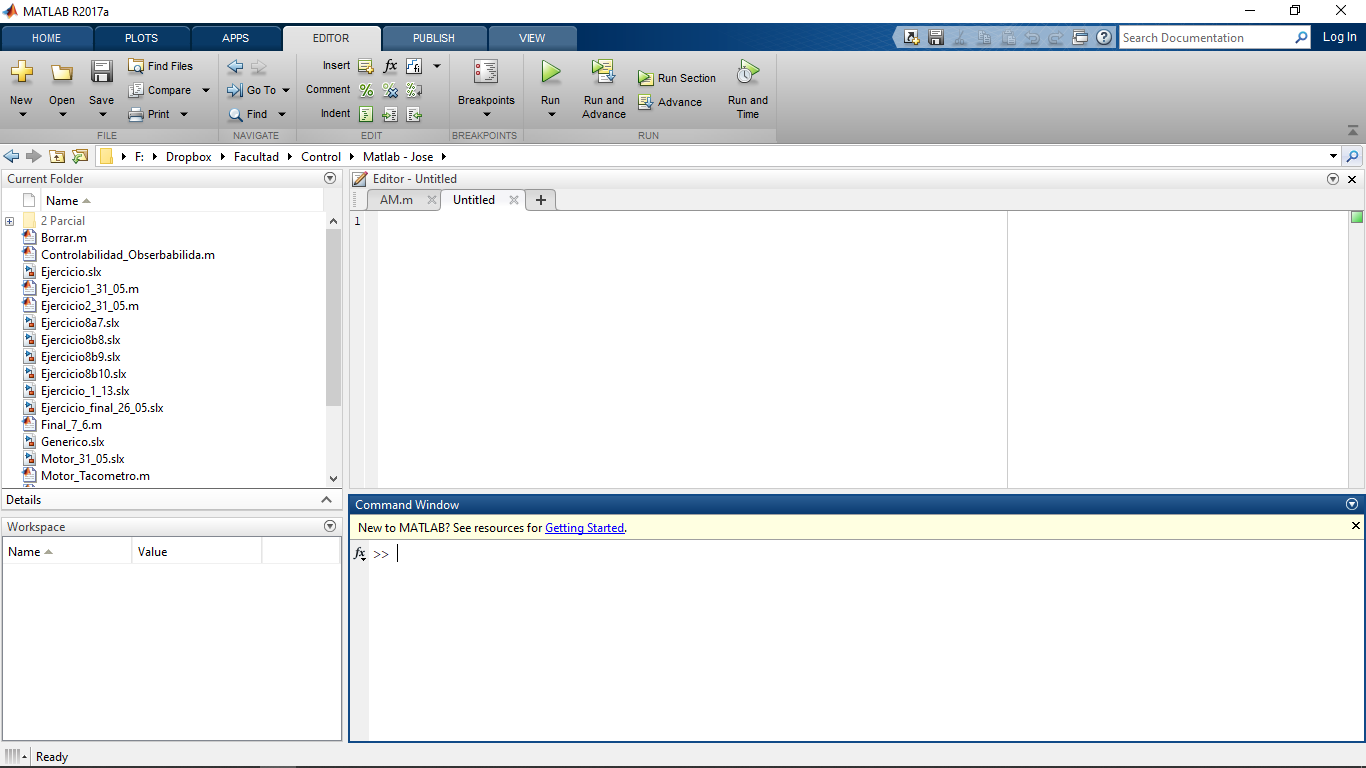 MATLAB R2017a
HOME PLOTS APPS EDITOR PUBLISH VIEW Search Documentation Log In
New Open Save Find Files Compare Print
Go To Find
Insert fx fi
Comment % % %
Indent
Breakpoints
Run Run and Advance Run Section Advance Run and Time
FILE NAVIGATE EDIT BREAKPOINTS RUN
F: Dropbox Facultad Control Matlab - Jose
Current Folder
Name
2 Parcial
Borrar.m
Controlabilidad_Obserbabilida.m
Ejercicio.slx
Ejercicio1_31_05.m
Ejercicio2_31_05.m
Ejercicio8a7.slx
Ejercicio8b8.slx
Ejercicio8b9.slx
Ejercicio8b10.slx
Ejercicio_1_13.slx
Ejercicio_final_26_05.slx
Final_7_6.m
Generico.slx
Motor_31_05.slx
Motor_Tacometro.m
Details
Workspace
Name Value
Editor - Untitled
AM.m Untitled
1
Command Window
New to MATLAB? See resources for Getting Started.
fx >>
Ready